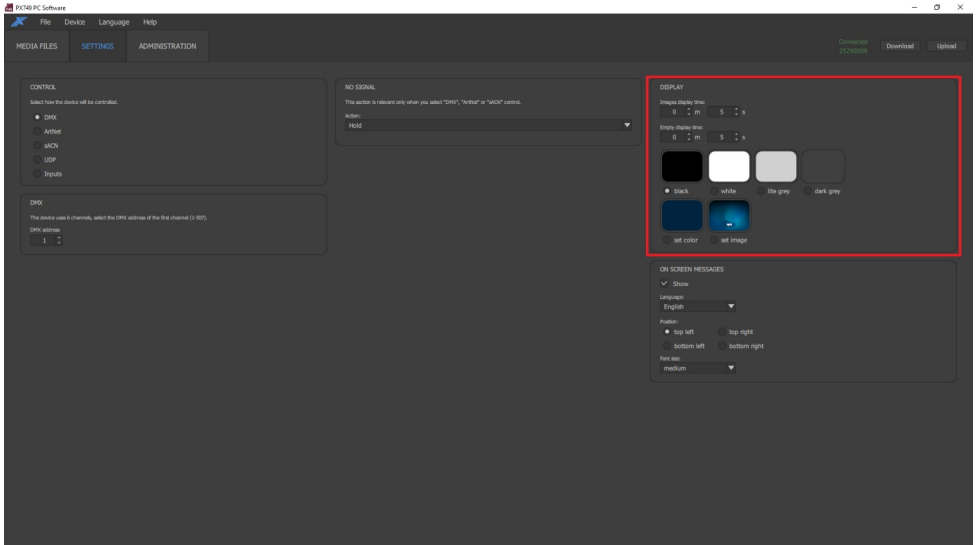 PX749 PC Software
File Device Language Help
MEDIA FILES SETTINGS ADMINISTRATION
Connected
25290098
Download Upload
CONTROL
Select how the device will be controlled.
DMX
ArtNet
sACN
UDP
Inputs
DMX
The device uses 6 channels, select the DMX address of the first channel (1-507).
DMX address
1
NO SIGNAL
This section is relevant only when you select "DMX", "ArtNet" or "sACN" control.
Action:
Hold
DISPLAY
Images display time:
0 m 5 s
Empty display time:
0 m 5 s
black white lite grey dark grey
set color set image
ON SCREEN MESSAGES
Show
Language:
English
Position:
top left top right
bottom left bottom right
Font size:
medium